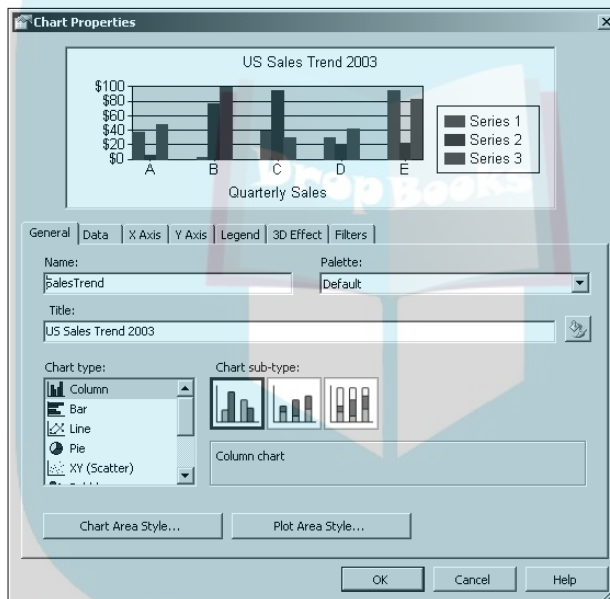 Chart Properties
US Sales Trend 2003
$100
$80
$60
$40
$20
$0
A B C D E
Quarterly Sales
Series 1
Series 2
Series 3
Drop Books
General Data X Axis Y Axis Legend 3D Effect Filters
Name: Palette:
SalesTrend Default
Title:
US Sales Trend 2003
Chart type: Chart sub-type:
Column
Bar
Line
Pie
XY (Scatter)
Column chart
Chart Area Style... Plot Area Style...
OK Cancel Help